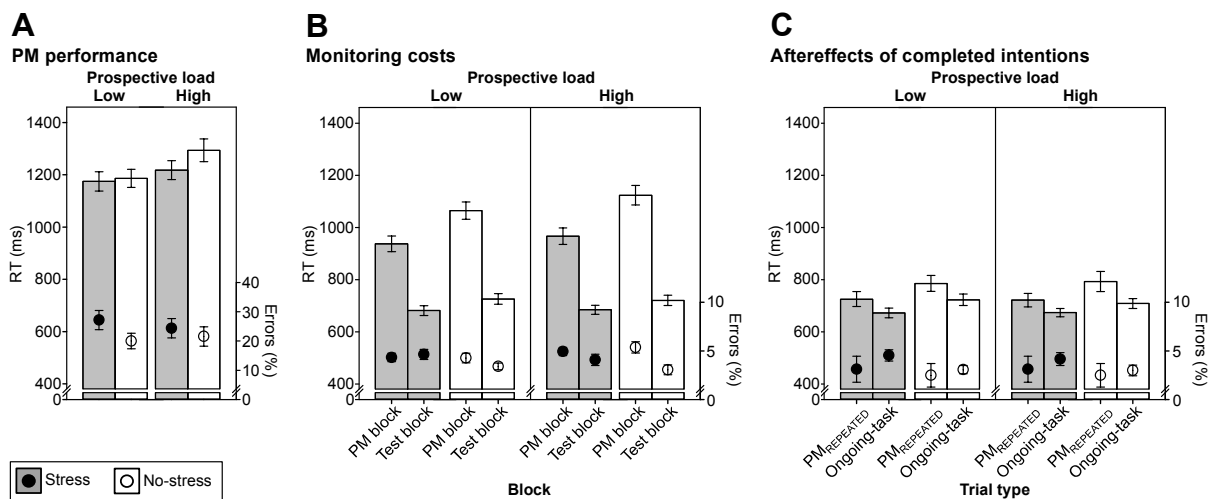 A
PM performance
Prospective load
Low High
1400
1200
1000
800
600
400
0
RT (ms)
40
30
20
10
0
Errors (%)
B
Monitoring costs
Prospective load
Low High
1400
1200
1000
800
600
400
0
RT (ms)
10
5
0
Errors (%)
PM block
Test block
PM block
Test block
PM block
Test block
PM block
Test block
Block
C
Aftereffects of completed intentions
Prospective load
Low High
1400
1200
1000
800
600
400
0
RT (ms)
10
5
0
Errors (%)
PMREPEATED
Ongoing-task
PMREPEATED
Ongoing-task
PMREPEATED
Ongoing-task
PMREPEATED
Ongoing-task
Trial type
Stress No-stress